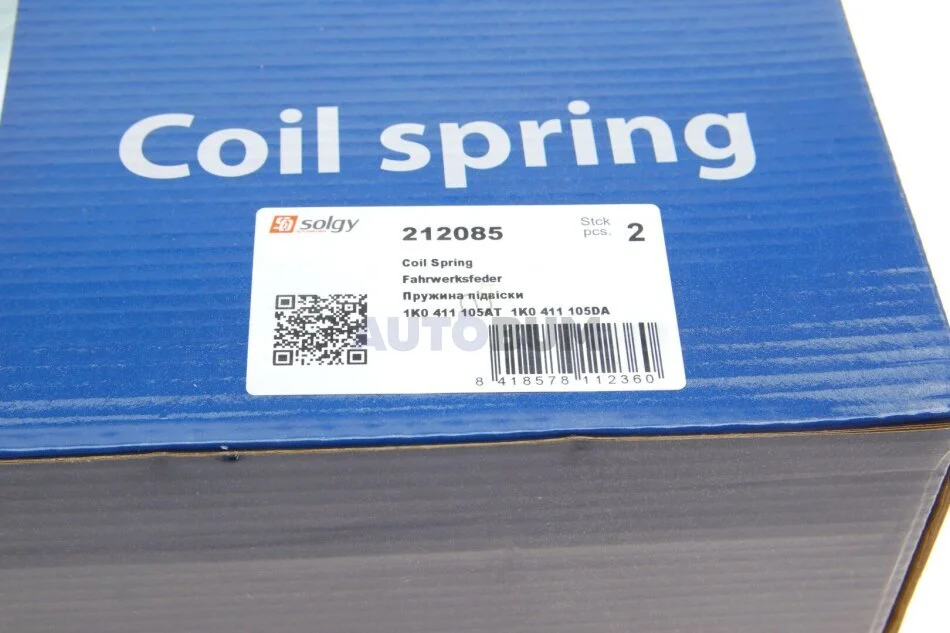 Coil spring
solgy
212085
Stck
pcs. 2
Coil Spring
Fahrwerksfeder
Пружина підвіски
1K0 411 105AT 1K0 411 105DA
AUTODUM
8 418578 112360